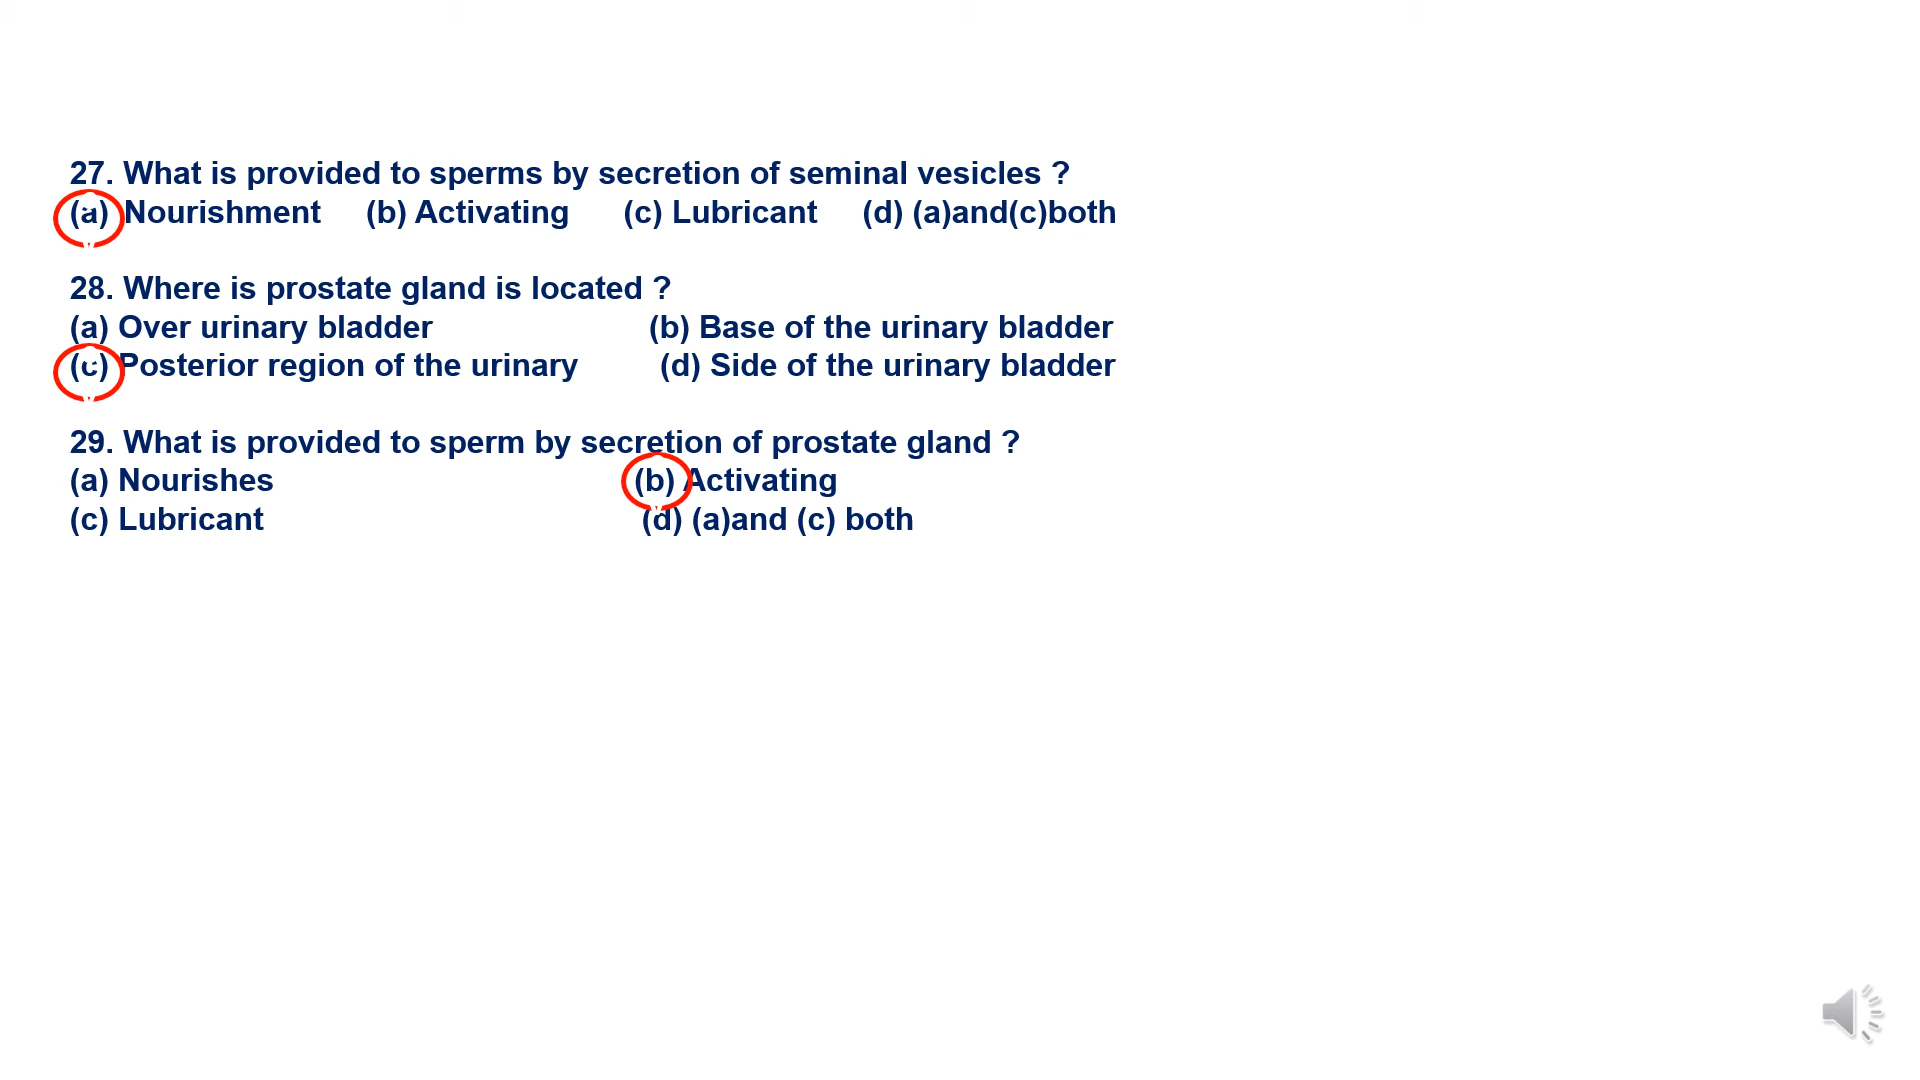 27. What is provided to sperms by secretion of seminal vesicles ?
(a) Nourishment (b) Activating (c) Lubricant (d) (a)and(c)both
28. Where is prostate gland is located ?
(a) Over urinary bladder (b) Base of the urinary bladder
(c) Posterior region of the urinary (d) Side of the urinary bladder
29. What is provided to sperm by secretion of prostate gland ?
(a) Nourishes (b) Activating
(c) Lubricant (d) (a)and (c) both